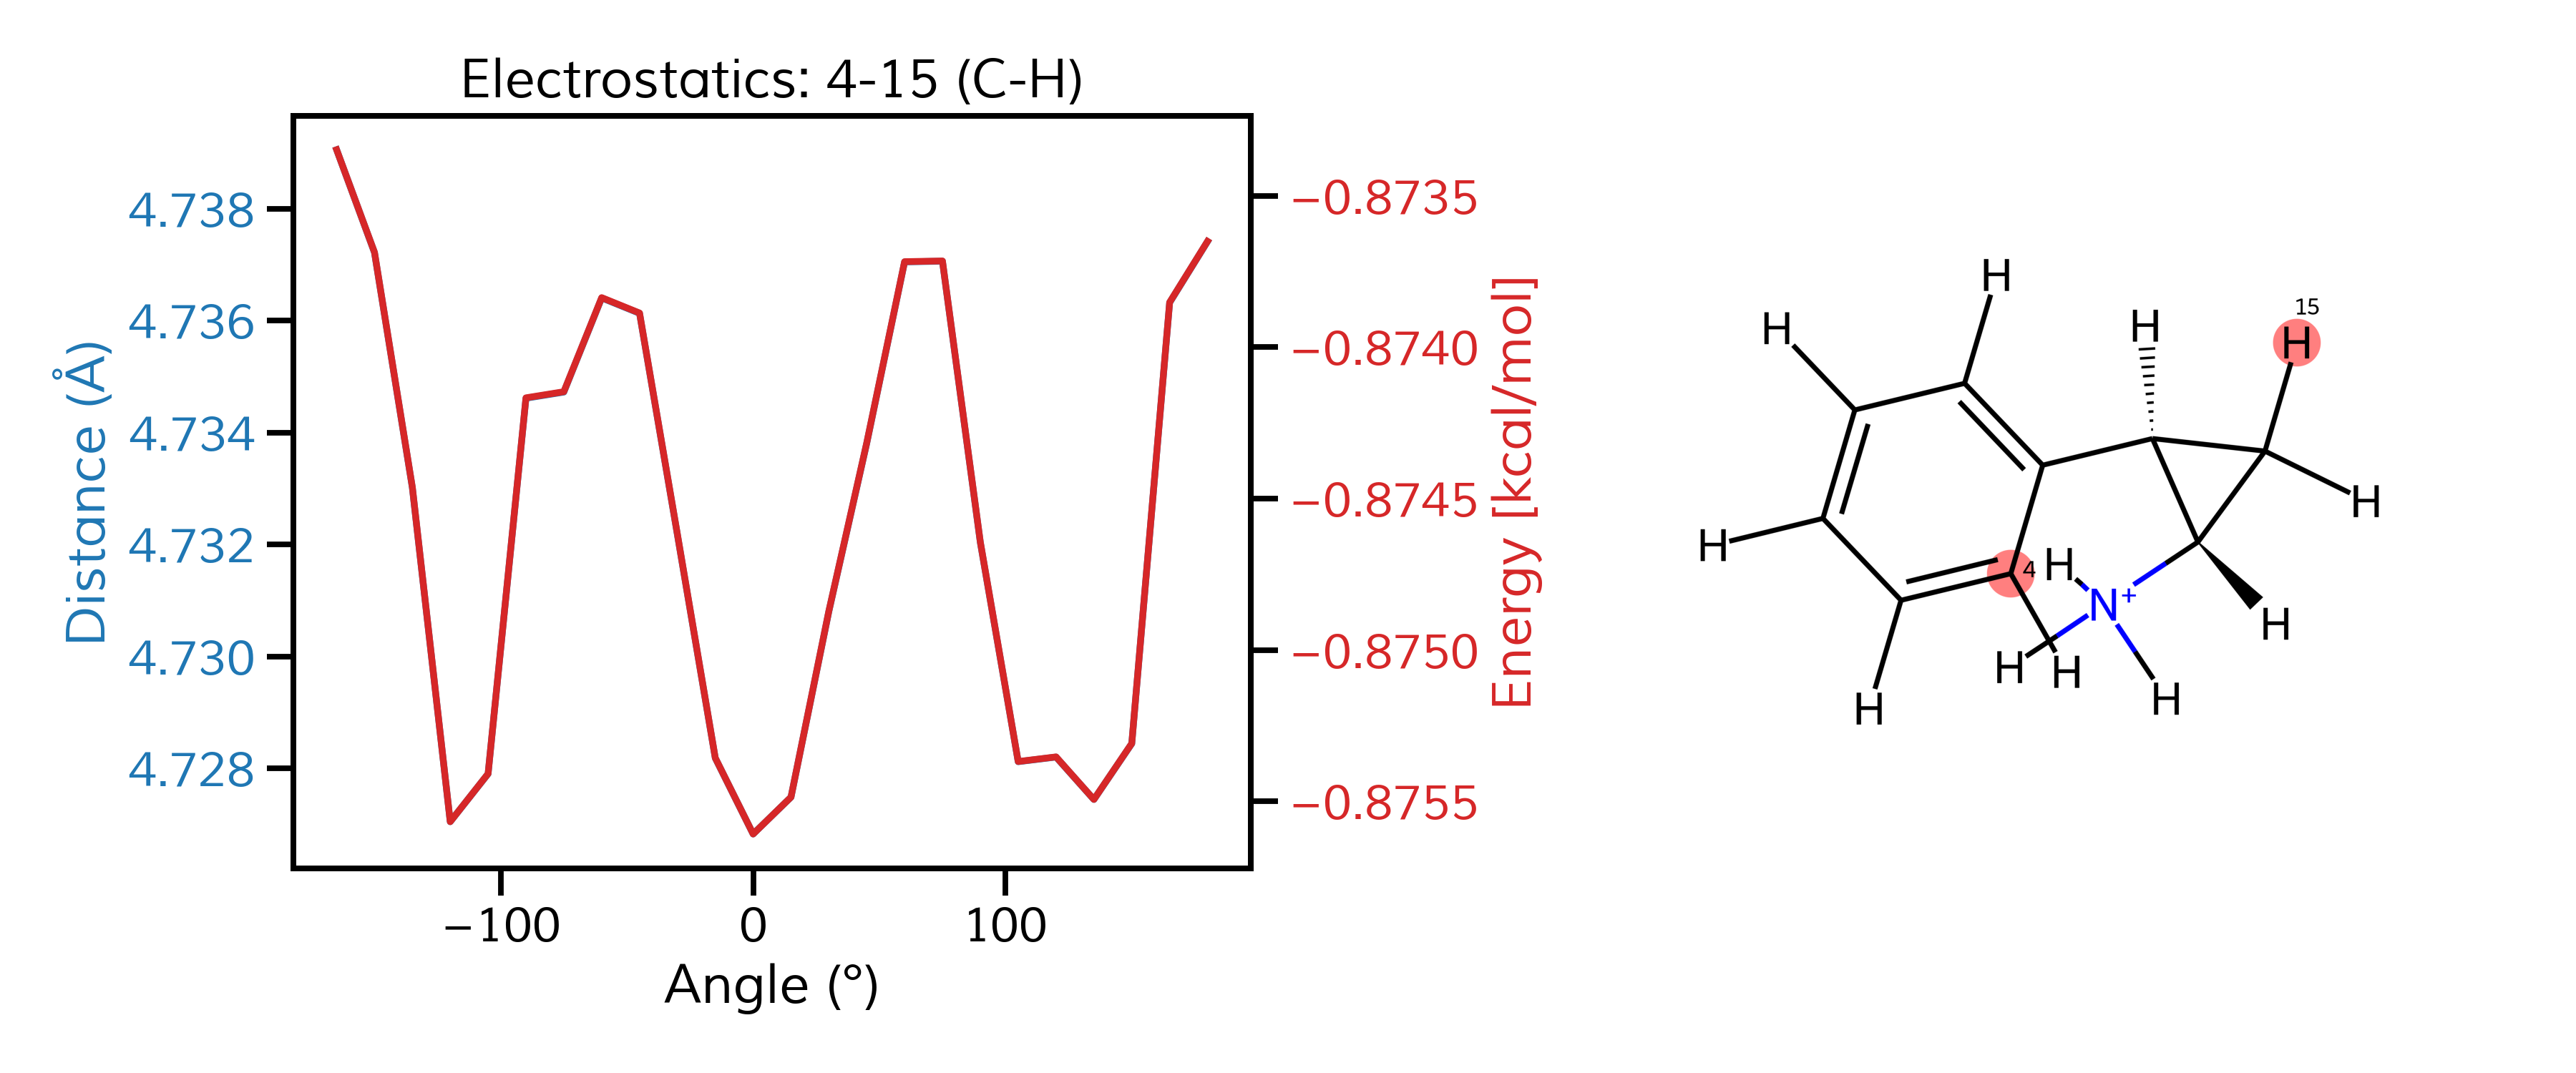 Electrostatics: 4-15 (C-H)
Distance (Å)
4.738
4.736
4.734
4.732
4.730
4.728
−100
0
100
Angle (°)
−0.8735
−0.8740
−0.8745
−0.8750
−0.8755
Energy [kcal/mol]
H
15
H
H
H
H
H
H
4
H
N+
H
H
H
H
H